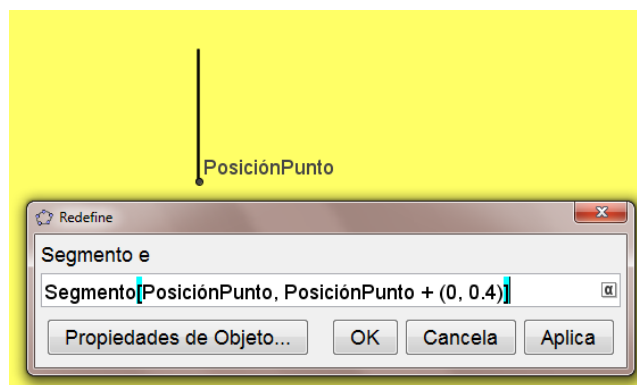 PosiciónPunto
Redefine
Segmento e
Segmento[PosiciónPunto, PosiciónPunto + (0, 0.4)]
α
Propiedades de Objeto... OK Cancela Aplica